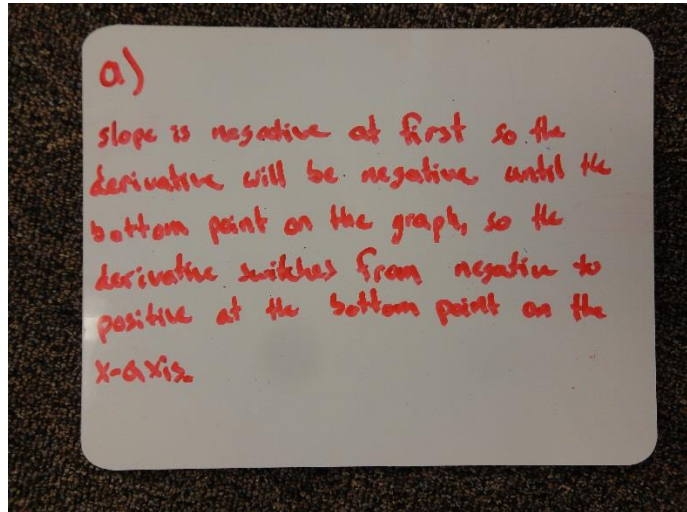 a)
slope is negative at first so the
derivative will be negative until the
bottom point on the graph, so the
derivative switches from negative to
positive at the bottom point on the
x-axis.